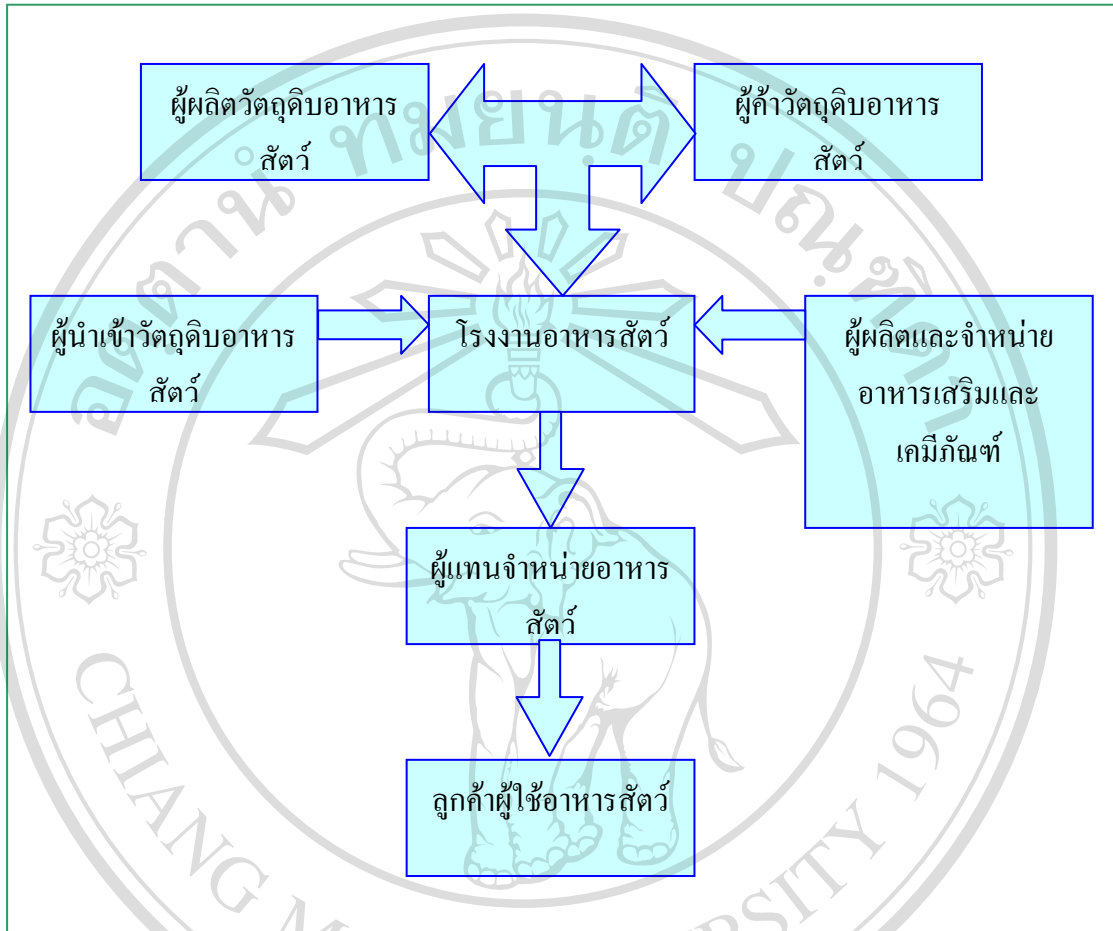 ผู้ผลิตวัตถุดิบอาหาร
สัตว์
ผู้ค้าวัตถุดิบอาหาร
สัตว์
ผู้นำเข้าวัตถุดิบอาหาร
สัตว์
โรงงานอาหารสัตว์
ผู้ผลิตและจำหน่าย
อาหารเสริมและ
เคมีภัณฑ์
ผู้แทนจำหน่ายอาหาร
สัตว์
ลูกค้าผู้ใช้อาหารสัตว์
CHIANG
1964